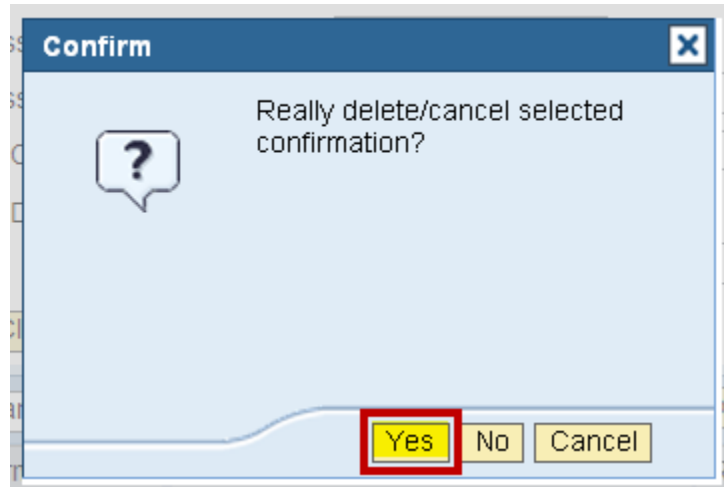 Confirm
Really delete/cancel selected
confirmation?
?
Yes No Cancel